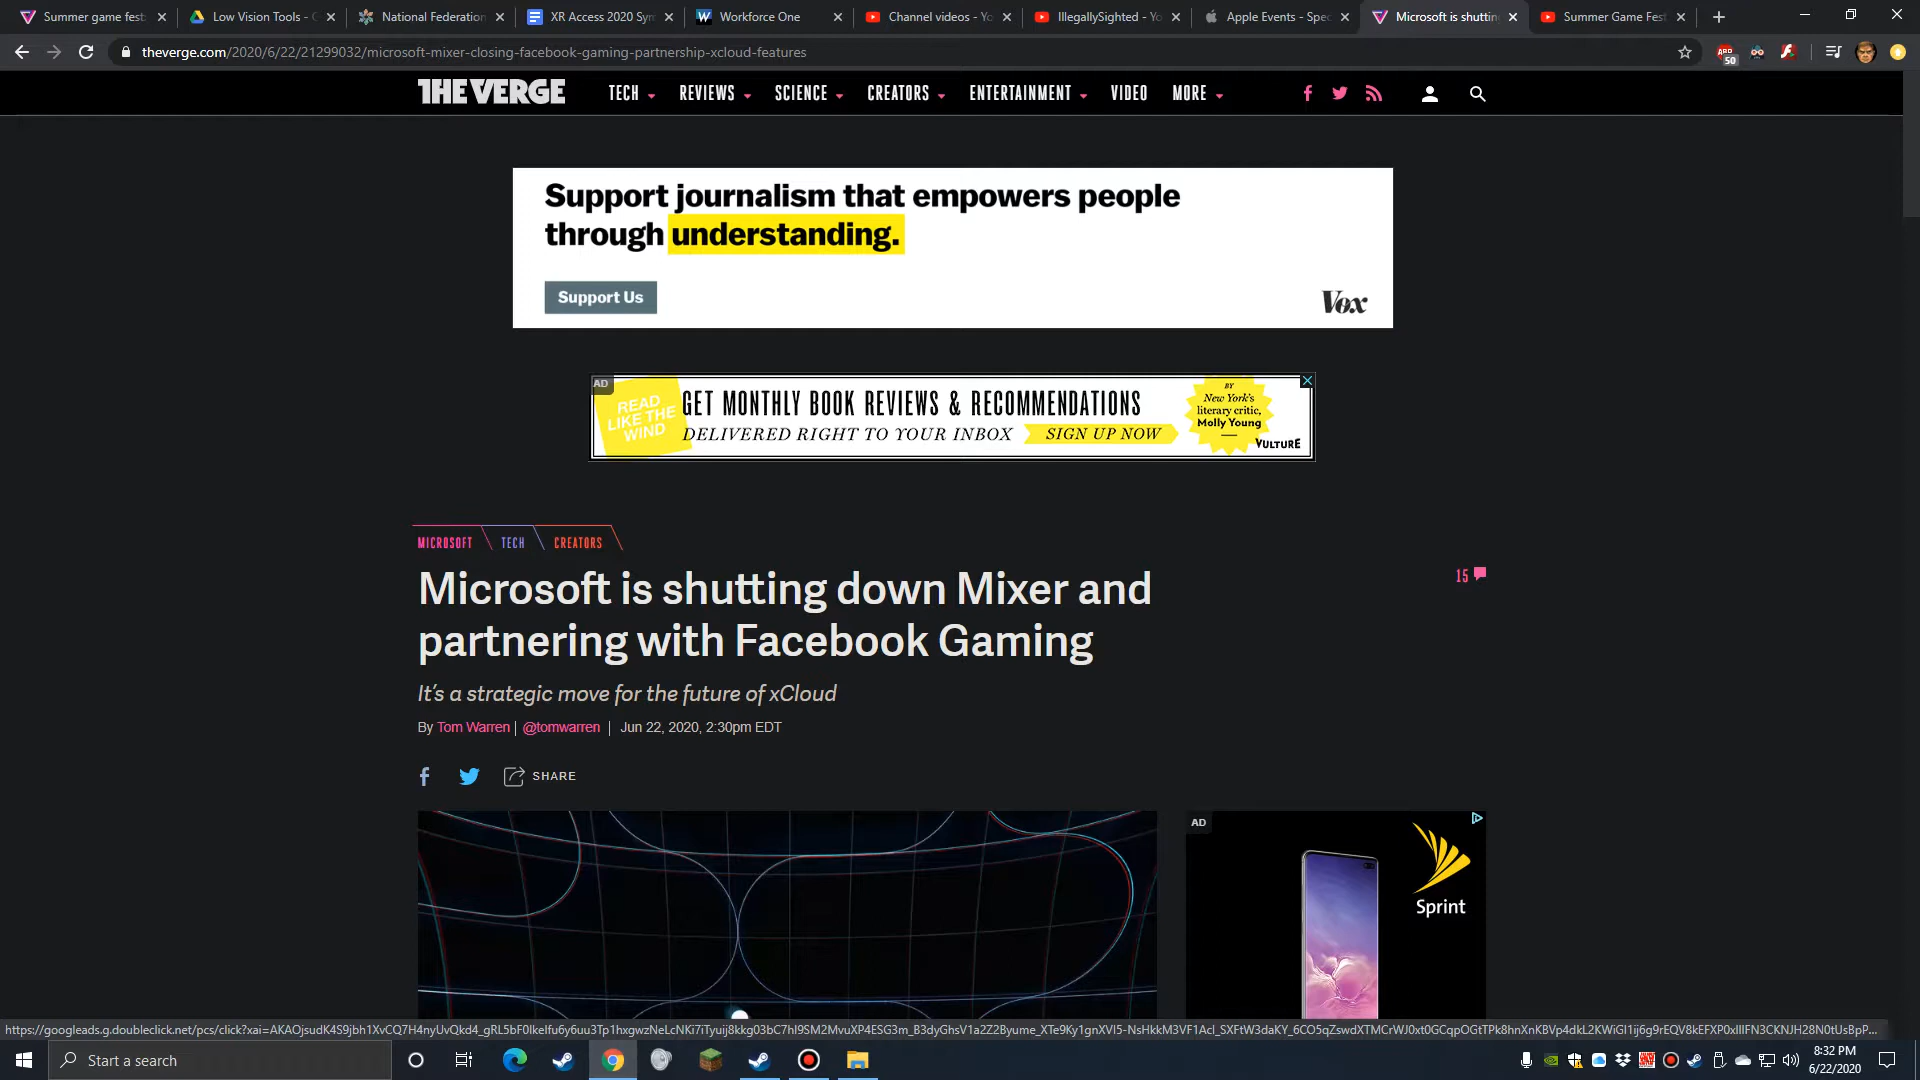 Summer game fest
Low Vision Tools - G
National Federation
XR Access 2020 Sym
Workforce One
Channel videos - Yo
IllegallySighted - Yo
Apple Events - Spec
Microsoft is shuttin
Summer Game Fest
theverge.com/2020/6/22/21299032/microsoft-mixer-closing-facebook-gaming-partnership-xcloud-features
50
THE VERGE
TECH
REVIEWS
SCIENCE
CREATORS
ENTERTAINMENT
VIDEO
MORE
Support journalism that empowers people
through understanding.
Support Us
Vox
AD
READ
LIKE THE
WIND
GET MONTHLY BOOK REVIEWS & RECOMMENDATIONS
DELIVERED RIGHT TO YOUR INBOX
SIGN UP NOW
BY
New York's
literary critic,
Molly Young
VULTURE
MICROSOFT
TECH
CREATORS
Microsoft is shutting down Mixer and
partnering with Facebook Gaming
15
It's a strategic move for the future of xCloud
By Tom Warren | @tomwarren | Jun 22, 2020, 2:30pm EDT
SHARE
AD
Sprint
Start a search
8:32 PM
6/22/2020